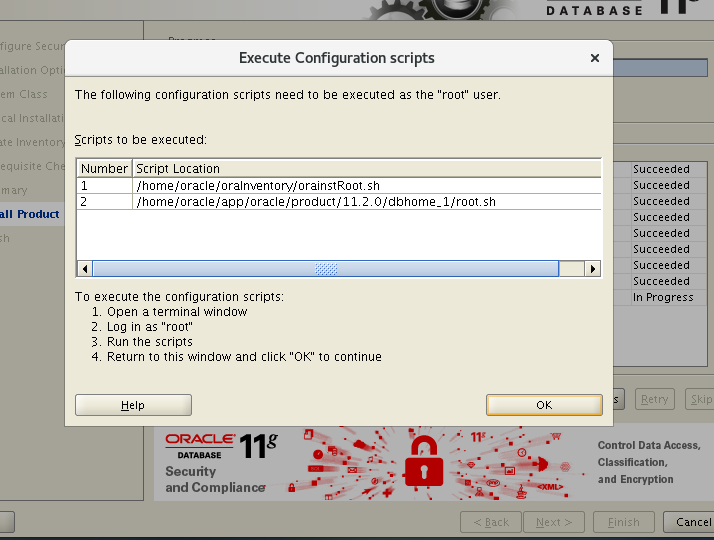 DATABASE 11g
figure Secur
Progress
allation Opti
em Class
ical Installati
ate Inventory
equisite Che
mary
all Product
sh
Execute Configuration scripts
The following configuration scripts need to be executed as the "root" user.
Scripts to be executed:
Number Script Location
1 /home/oracle/oraInventory/orainstRoot.sh
2 /home/oracle/app/oracle/product/11.2.0/dbhome_1/root.sh
To execute the configuration scripts:
1. Open a terminal window
2. Log in as "root"
3. Run the scripts
4. Return to this window and click "OK" to continue
Help
OK
Succeeded
Succeeded
Succeeded
Succeeded
Succeeded
Succeeded
Succeeded
Succeeded
In Progress
s
Retry
Skip
ORACLE 11g
DATABASE
Security
and Compliance
11g
<XML>
Control Data Access,
Classification,
and Encryption
< Back
Next >
Finish
Cancel